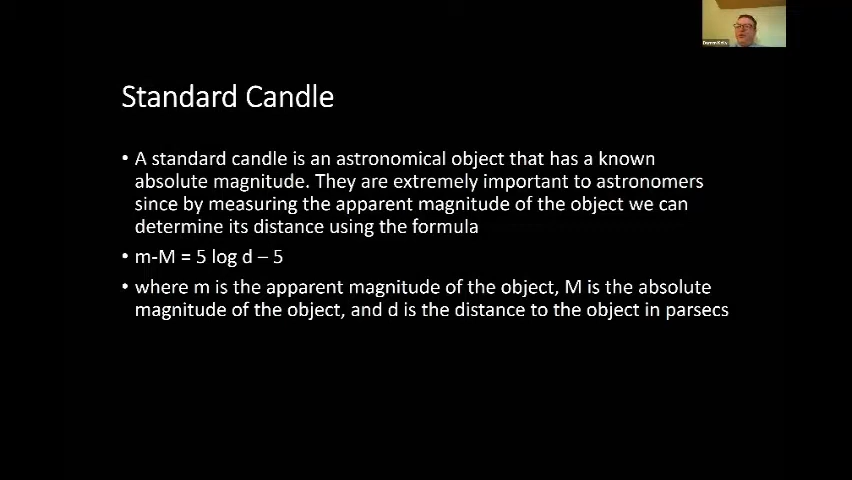 Standard Candle
• A standard candle is an astronomical object that has a known
absolute magnitude. They are extremely important to astronomers
since by measuring the apparent magnitude of the object we can
determine its distance using the formula
• m-M = 5 log d – 5
• where m is the apparent magnitude of the object, M is the absolute
magnitude of the object, and d is the distance to the object in parsecs